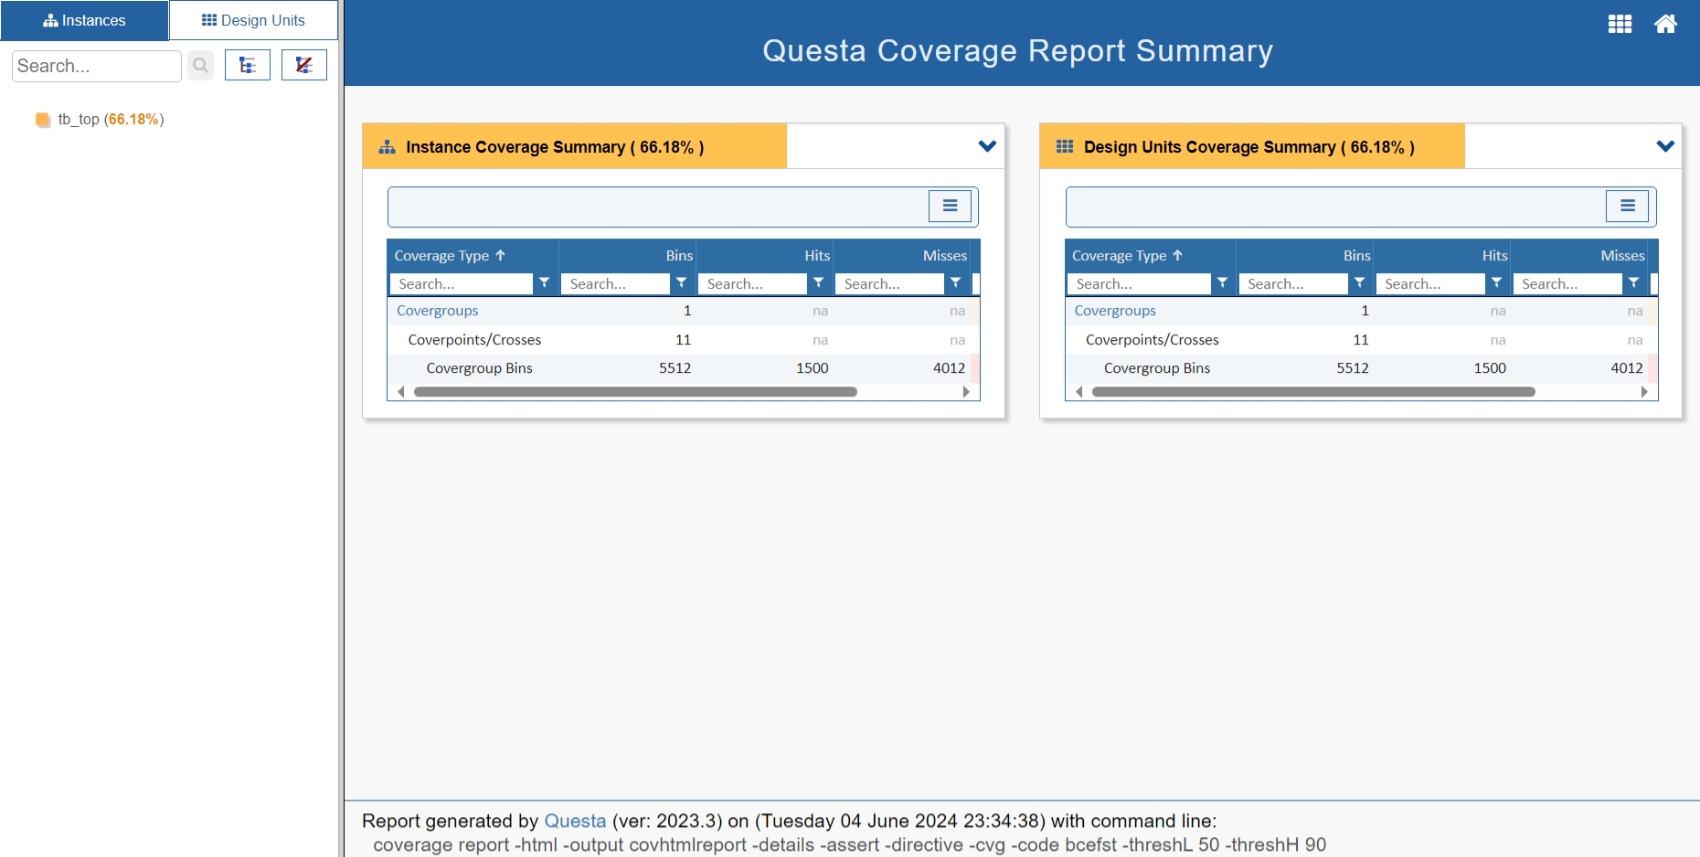 Instances
Design Units
Search...
tb_top (66.18%)
Questa Coverage Report Summary
Instance Coverage Summary ( 66.18% )
Coverage Type Bins Hits Misses
Search... Search... Search... Search...
Covergroups 1 na na
Coverpoints/Crosses 11 na na
Covergroup Bins 5512 1500 4012
Design Units Coverage Summary ( 66.18% )
Coverage Type Bins Hits Misses
Search... Search... Search... Search...
Covergroups 1 na na
Coverpoints/Crosses 11 na na
Covergroup Bins 5512 1500 4012
Report generated by Questa (ver: 2023.3) on (Tuesday 04 June 2024 23:34:38) with command line:
coverage report -html -output covhtmlreport -details -assert -directive -cvg -code bcefst -threshL 50 -threshH 90